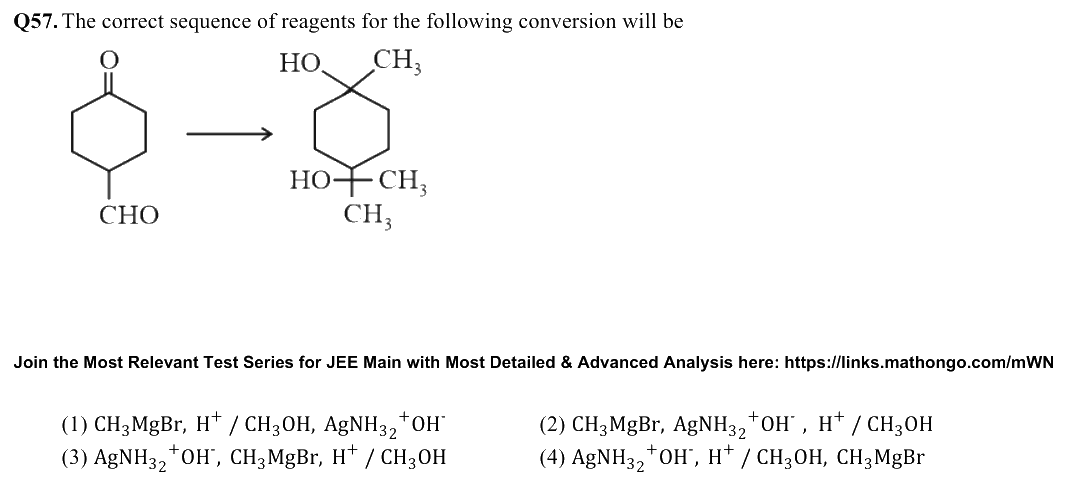 Q57. The correct sequence of reagents for the following conversion will be
O
HO CH₃
HO CH₃
CHO CH₃
Join the Most Relevant Test Series for JEE Main with Most Detailed & Advanced Analysis here: https://links.mathongo.com/mWN
(1) CH₃MgBr, H⁺ / CH₃OH, AgNH₃₂⁺OH⁻ (2) CH₃MgBr, AgNH₃₂⁺OH⁻ , H⁺ / CH₃OH
(3) AgNH₃₂⁺OH⁻, CH₃MgBr, H⁺ / CH₃OH (4) AgNH₃₂⁺OH⁻, H⁺ / CH₃OH, CH₃MgBr